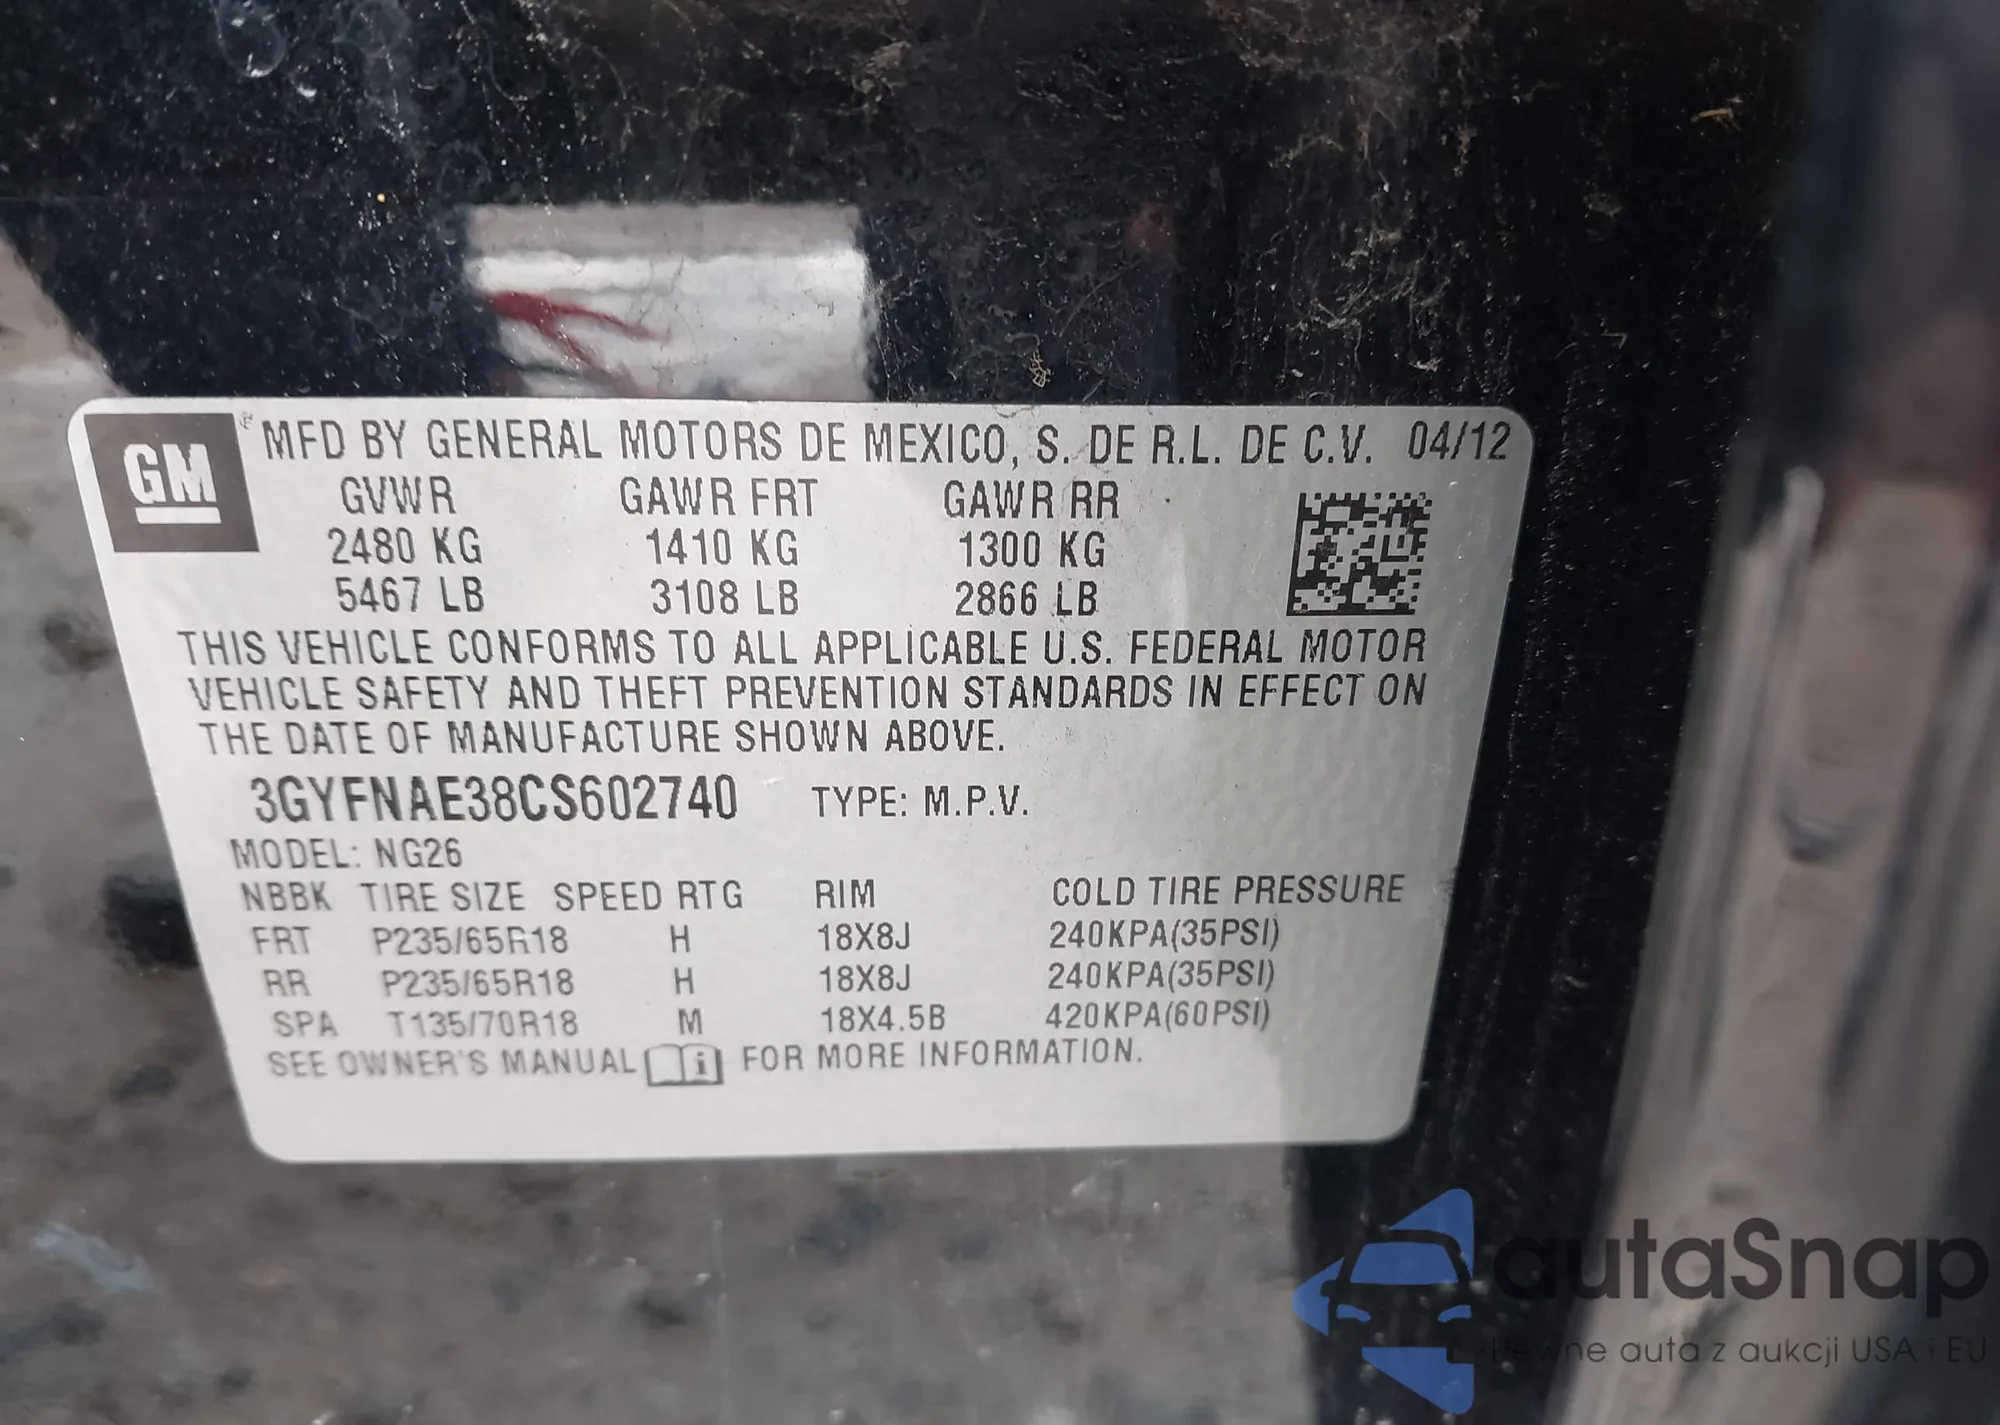 GM
MFD BY GENERAL MOTORS DE MEXICO, S. DE R.L. DE C.V. 04/12
GVWR GAWR FRT GAWR RR
2480 KG 1410 KG 1300 KG
5467 LB 3108 LB 2866 LB
THIS VEHICLE CONFORMS TO ALL APPLICABLE U.S. FEDERAL MOTOR
VEHICLE SAFETY AND THEFT PREVENTION STANDARDS IN EFFECT ON
THE DATE OF MANUFACTURE SHOWN ABOVE.
3GYFNAE38CS602740 TYPE: M.P.V.
MODEL: NG26
NBBK TIRE SIZE SPEED RTG RIM COLD TIRE PRESSURE
FRT P235/65R18 H 18X8J 240KPA(35PSI)
RR P235/65R18 H 18X8J 240KPA(35PSI)
SPA T135/70R18 M 18X4.5B 420KPA(60PSI)
SEE OWNER'S MANUAL i FOR MORE INFORMATION.
autaSnap
Pewne auta z aukcji USA i EU